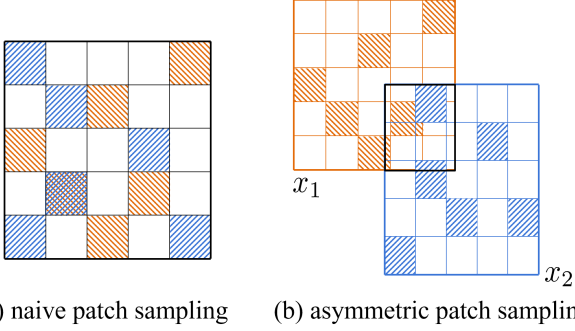 x1
x2
) naive patch sampling
(b) asymmetric patch samplin